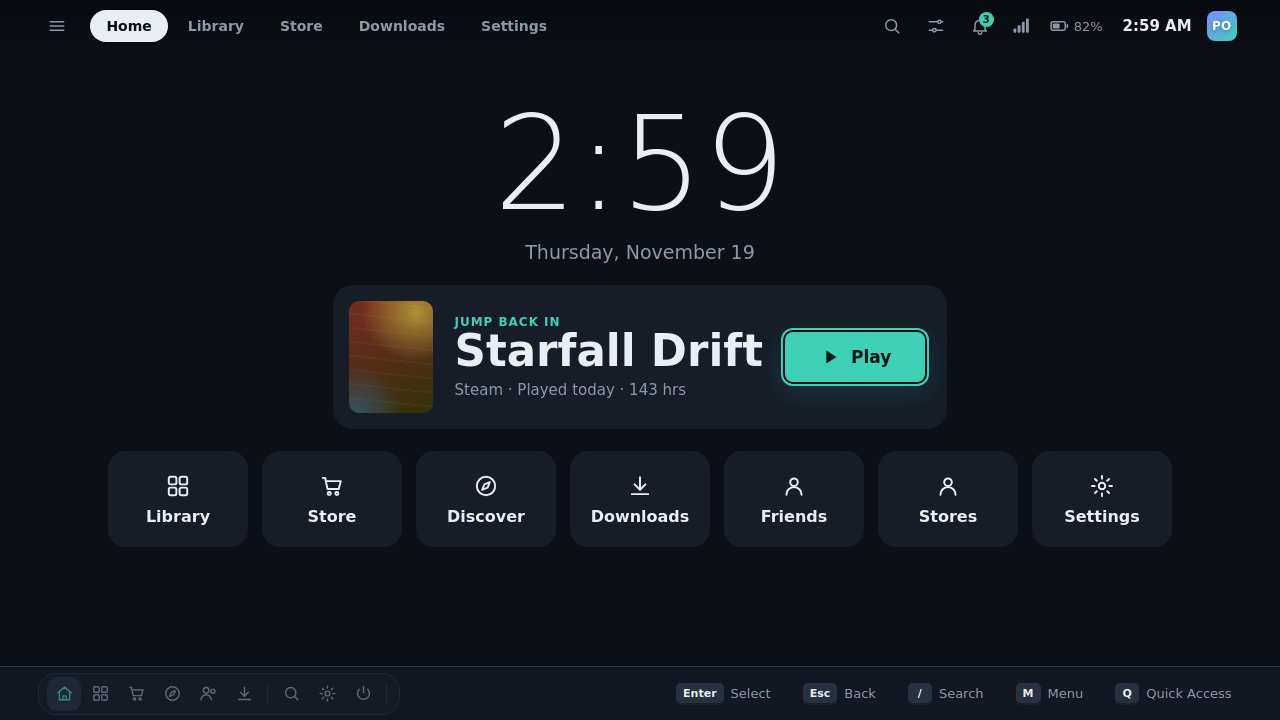 Home Library Store Downloads Settings 3 82% 2:59 AM PO
2:59
Thursday, November 19
JUMP BACK IN
Starfall Drift
Steam · Played today · 143 hrs
Play
Library Store Discover Downloads Friends Stores Settings
Enter Select Esc Back / Search M Menu Q Quick Access